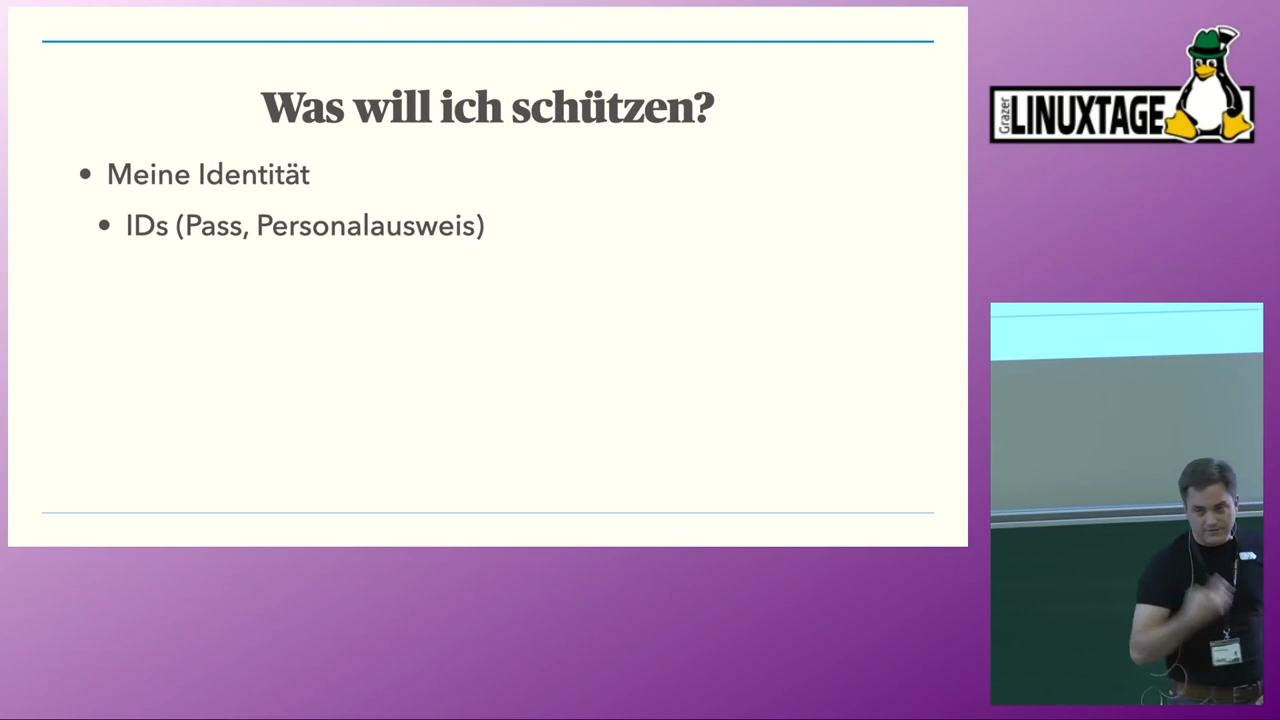 Was will ich schützen?
• Meine Identität
• IDs (Pass, Personalausweis)
Grazer
LINUXTAGE